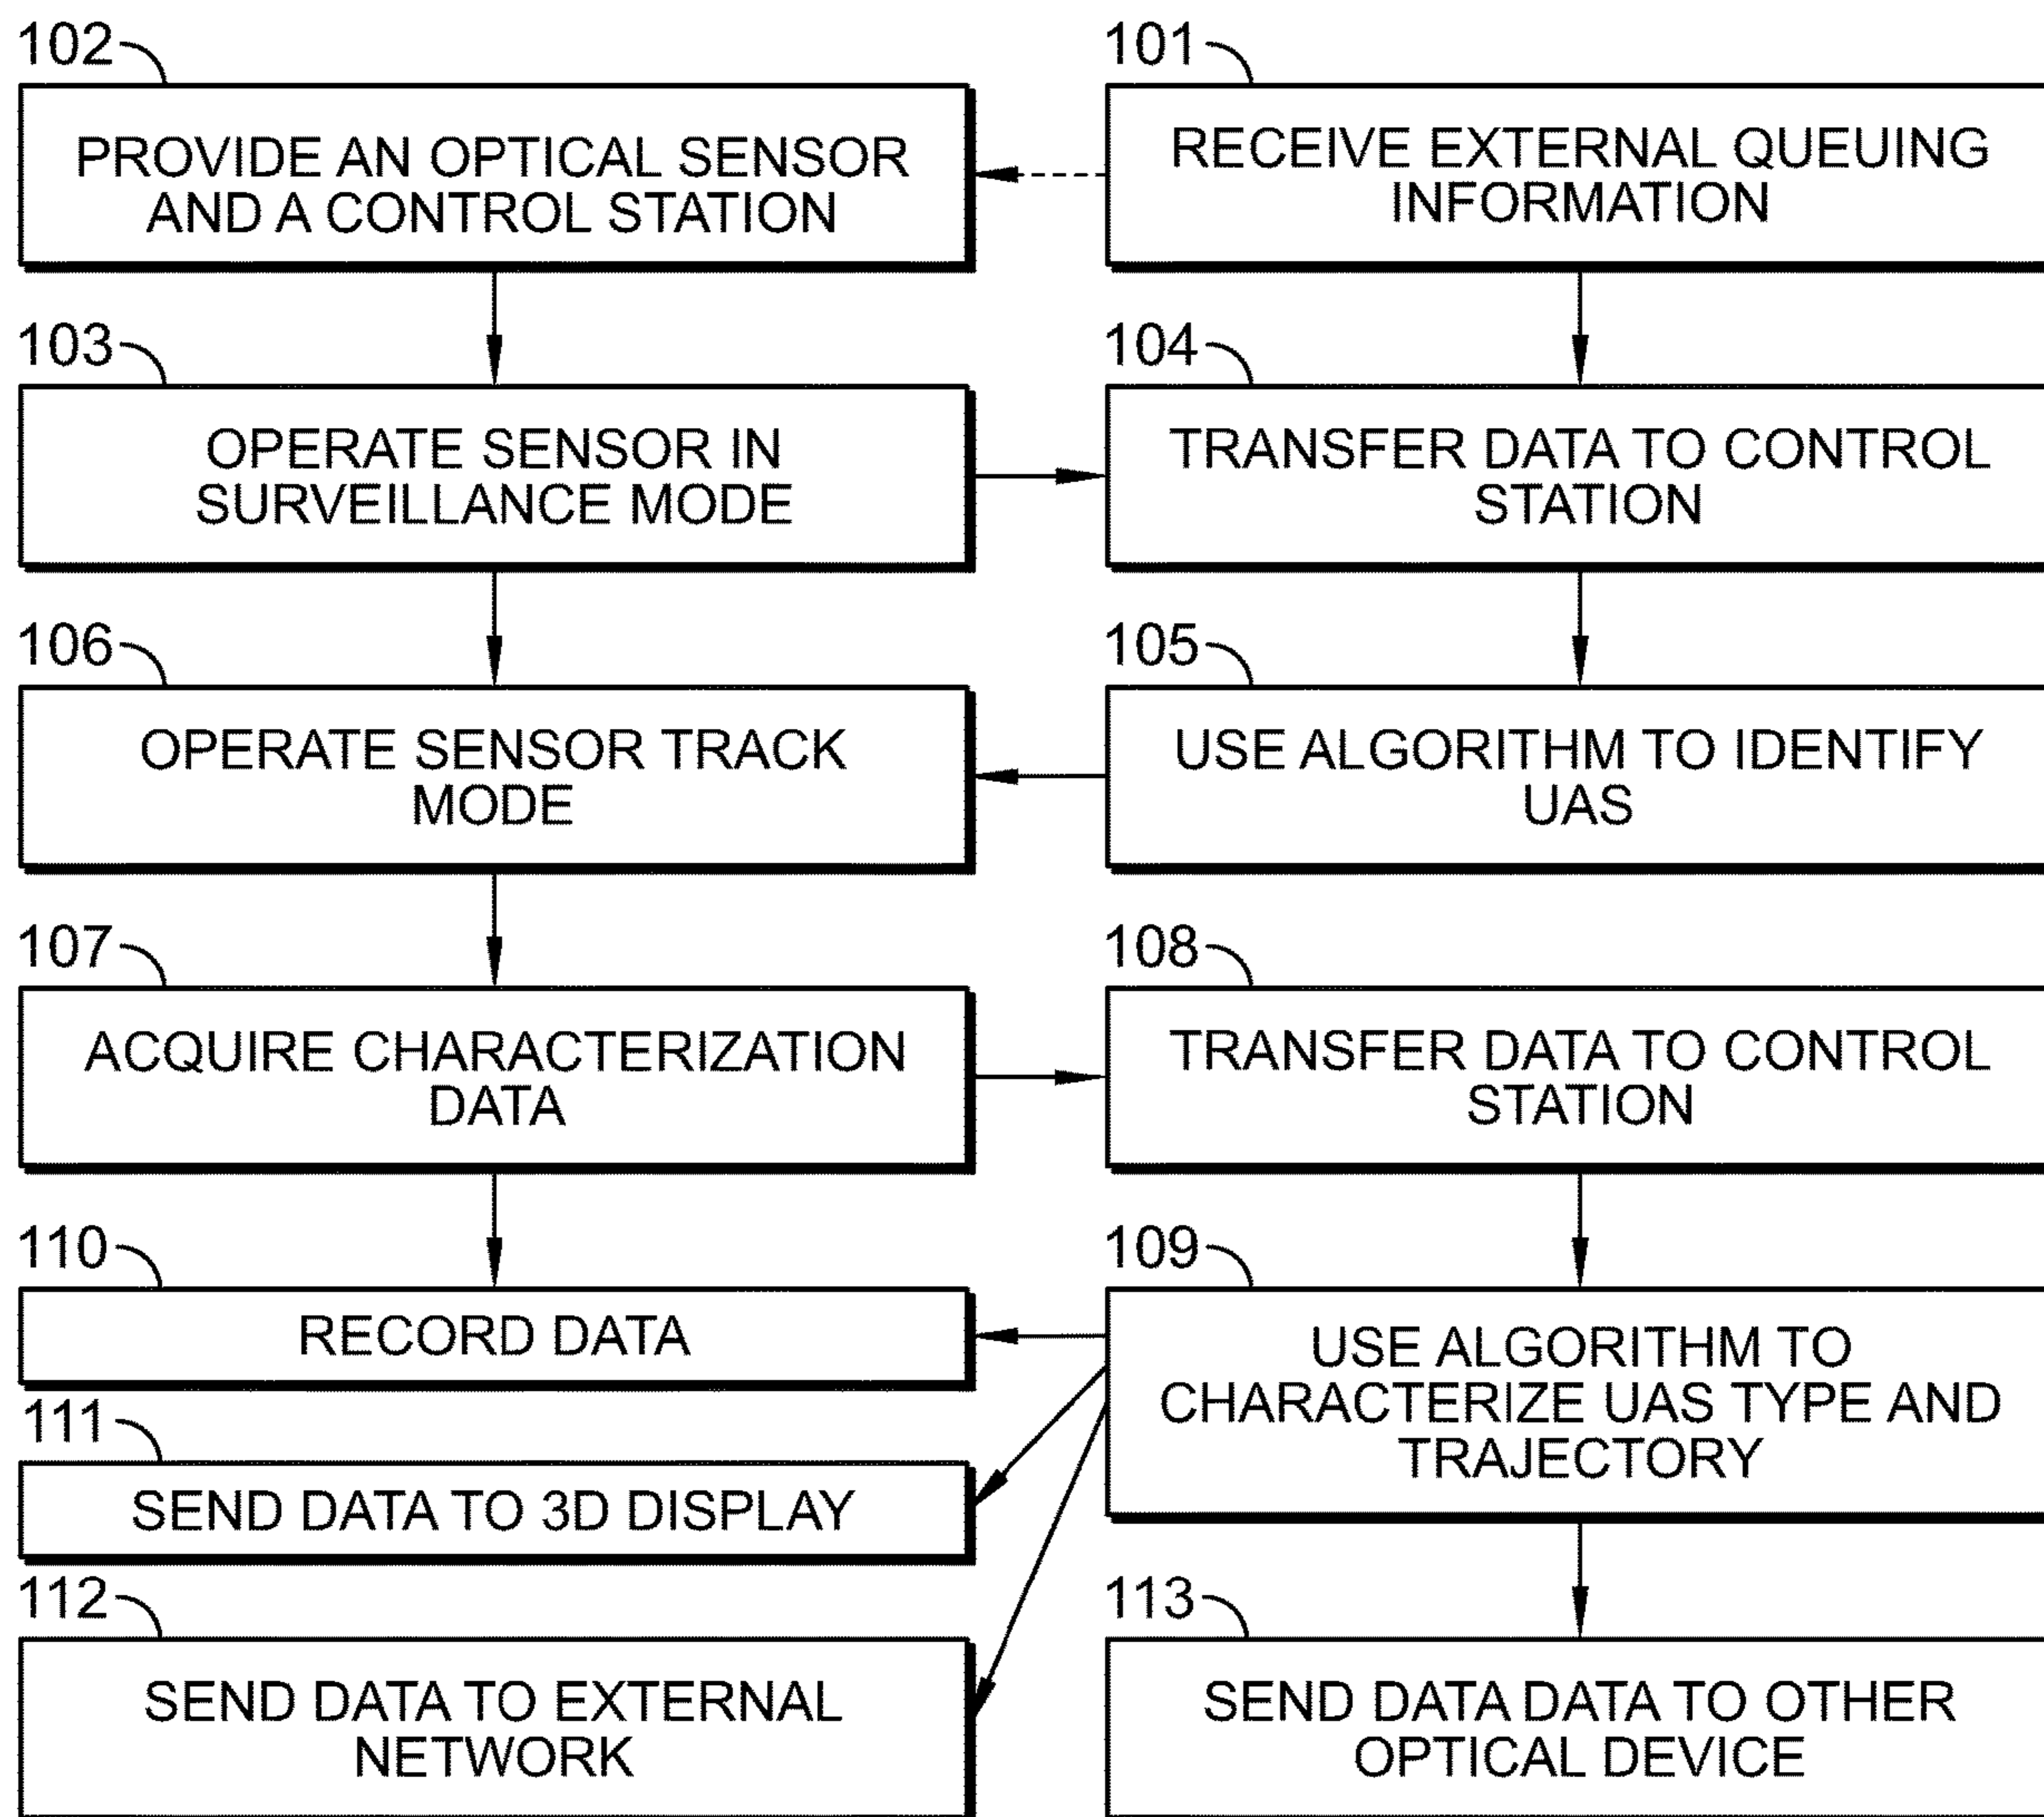 102
PROVIDE AN OPTICAL SENSOR
AND A CONTROL STATION
101
RECEIVE EXTERNAL QUEUING
INFORMATION
103
OPERATE SENSOR IN
SURVEILLANCE MODE
104
TRANSFER DATA TO CONTROL
STATION
106
OPERATE SENSOR TRACK
MODE
105
USE ALGORITHM TO IDENTIFY
UAS
107
ACQUIRE CHARACTERIZATION
DATA
108
TRANSFER DATA TO CONTROL
STATION
110
RECORD DATA
109
USE ALGORITHM TO
CHARACTERIZE UAS TYPE AND
TRAJECTORY
111
SEND DATA TO 3D DISPLAY
112
SEND DATA TO EXTERNAL
NETWORK
113
SEND DATA DATA TO OTHER
OPTICAL DEVICE